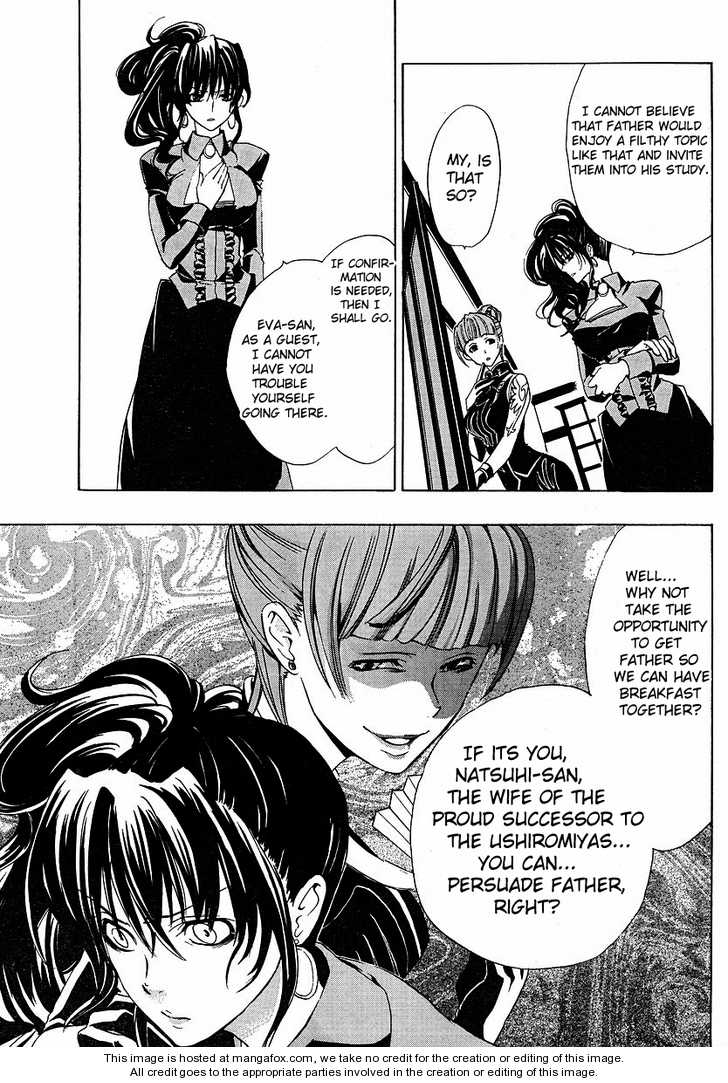 I CANNOT BELIEVE
THAT FATHER WOULD
ENJOY A FILTHY TOPIC
LIKE THAT AND INVITE
THEM INTO HIS STUDY.
MY, IS
THAT
SO?
IF CONFIR-
MATION
IS NEEDED,
THEN I
SHALL GO.
EVA-SAN,
AS A GUEST,
I CANNOT
HAVE YOU
TROUBLE
YOURSELF
GOING THERE.
WELL...
WHY NOT
TAKE THE
OPPORTUNITY
TO GET
FATHER SO
WE CAN HAVE
BREAKFAST
TOGETHER?
IF ITS YOU,
NATSUHI-SAN,
THE WIFE OF THE
PROUD SUCCESSOR TO
THE USHIROMIYAS...
YOU CAN...
PERSUADE FATHER,
RIGHT?
This image is hosted at mangafox.com, we take no credit for the creation or editing of this image.
All credit goes to the appropriate parties involved in the creation or editing of this image.